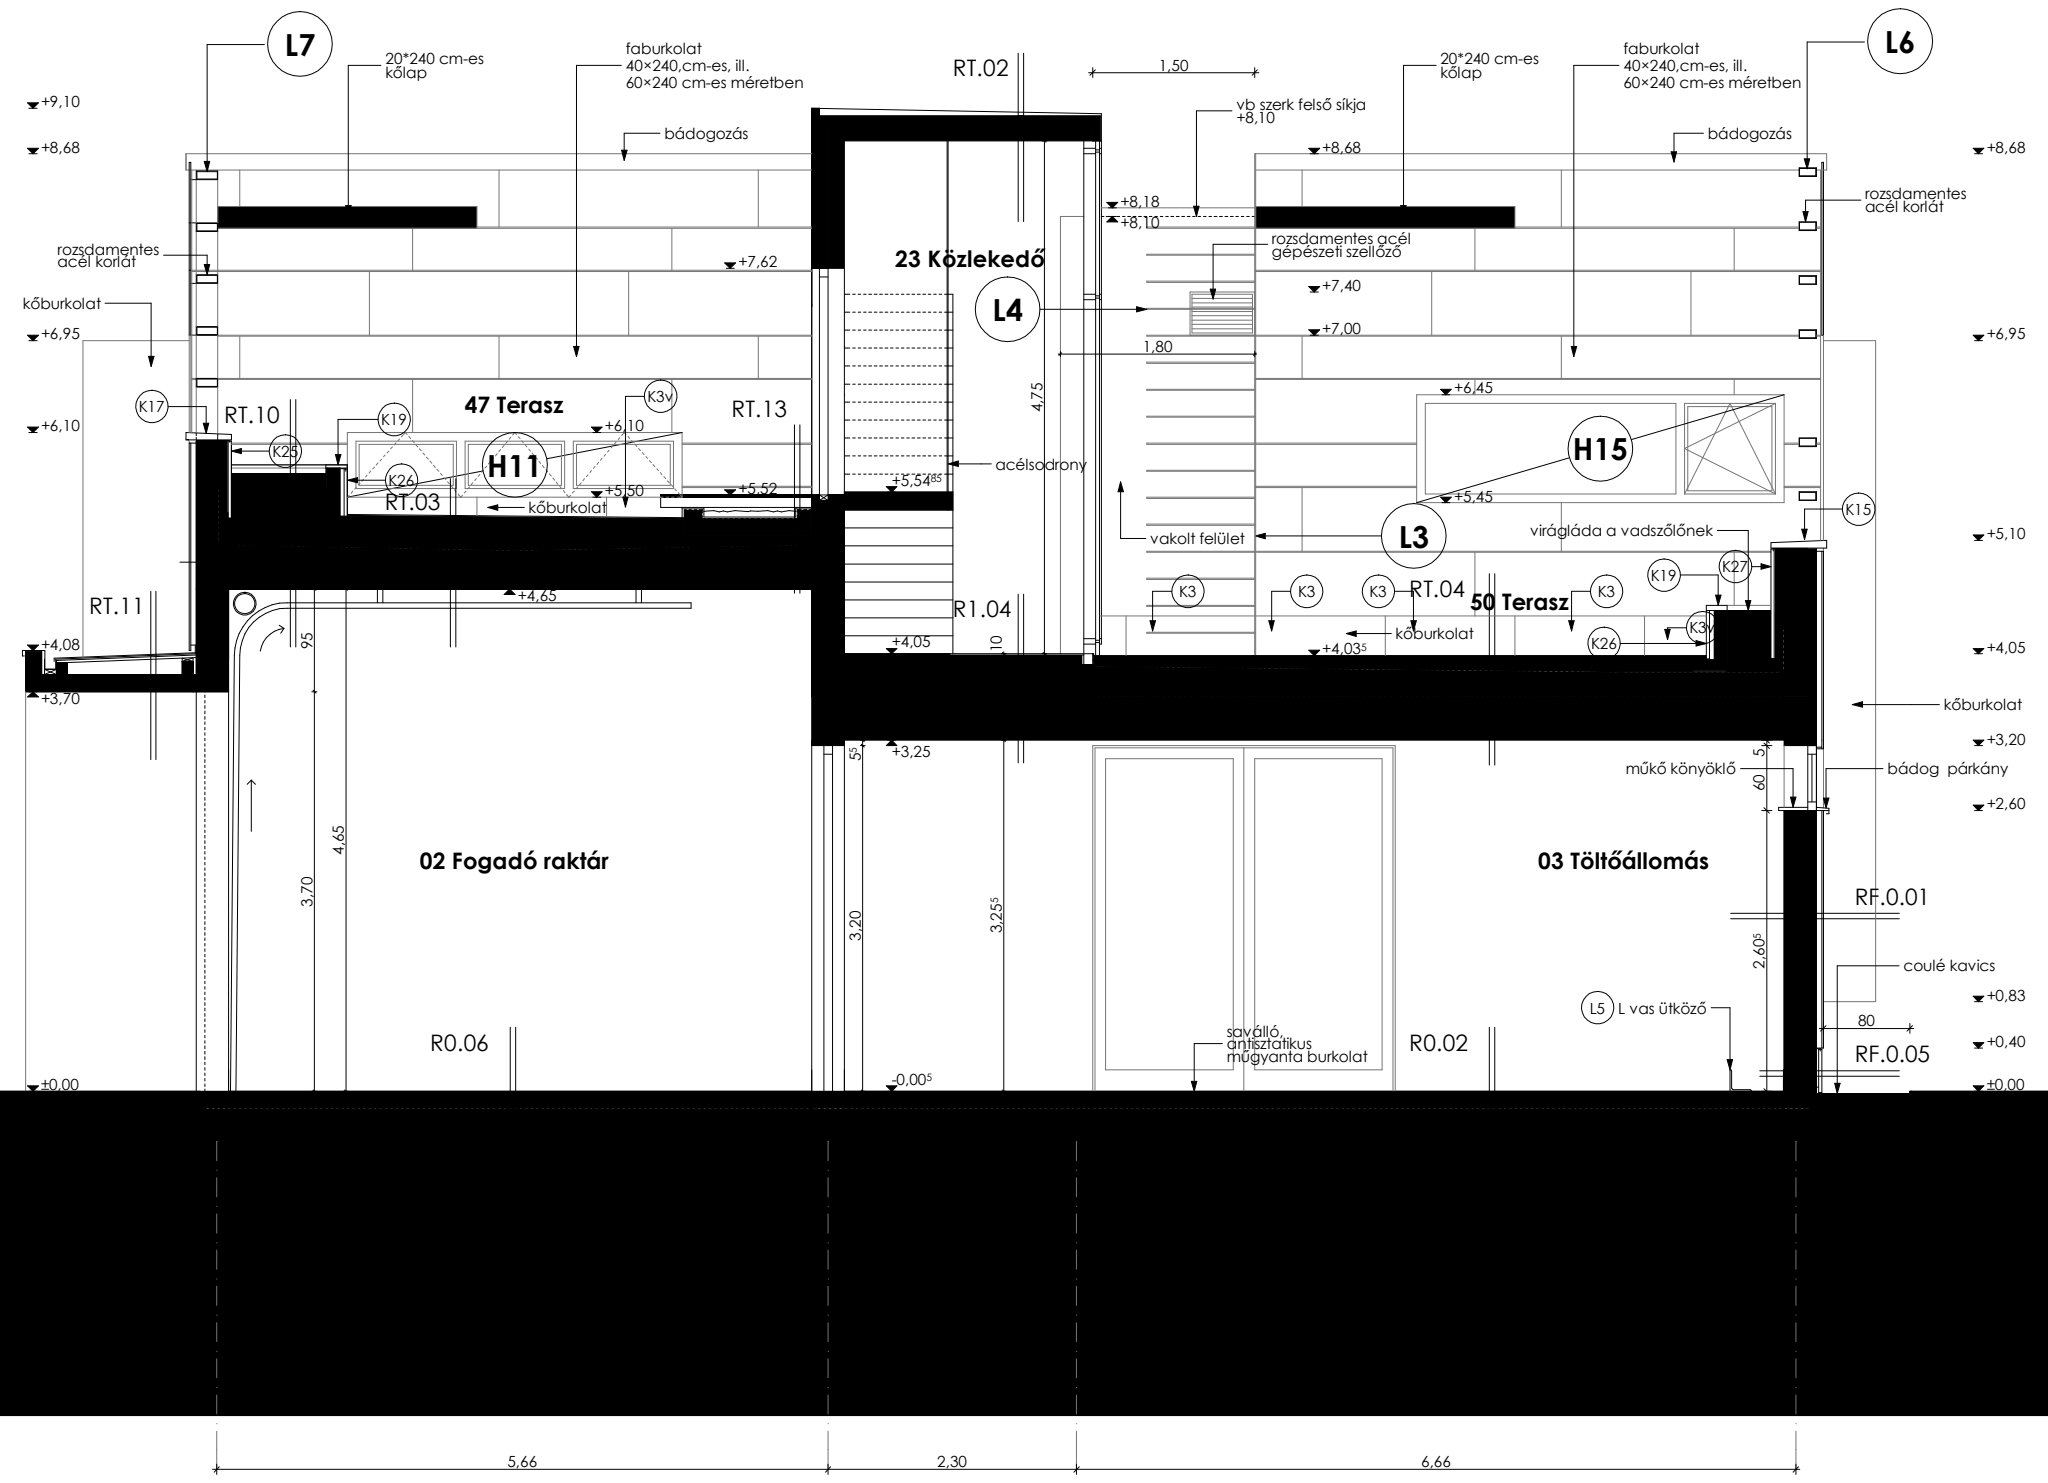 L7
20*240 cm-es
kőlap
faburkolat
40×240,cm-es, ill.
60×240 cm-es méretben
RT.02
1,50
20*240 cm-es
kőlap
faburkolat
40×240,cm-es, ill.
60×240 cm-es méretben
L6
+9,10
vb szerk felső síkja
+8,10
bádogozás
bádogozás
+8,68
+8,68
+8,68
rozsdamentes
acél korlát
+8,18
+8,10
rozsdamentes
acél korlát
rozsdamentes acél
gépészeti szellőző
23 Közlekedő
+7,62
kőburkolat
L4
+7,40
+6,95
+7,00
+6,95
1,80
4,75
+6,45
K17
RT.10
K19
47 Terasz
K3v
RT.13
+6,10
+6,10
K25
H11
H15
acélsodrony
K26
RT.03
+5,50
+5,52
+5,54⁸⁵
+5,45
kőburkolat
K15
vakolt felület
L3
virágláda a vadszőlőnek
+5,10
K27
K19
+4,65
RT.11
R1.04
K3
K3
K3
RT.04
50 Terasz
K3
95
10
kőburkolat
K3v
K26
+4,08
+4,05
+4,03⁵
+4,05
+3,70
kőburkolat
5⁵
+3,25
5
+3,20
műkő könyöklő
60
bádog párkány
+2,60
4,65
3,70
02 Fogadó raktár
3,20
3,25⁵
03 Töltőállomás
2,60⁵
RF.0.01
coulé kavics
L5
L vas ütköző
+0,83
80
R0.06
saválló,
antisztatikus
műgyanta burkolat
R0.02
+0,40
RF.0.05
±0,00
-0,00⁵
±0,00
5,66
2,30
6,66